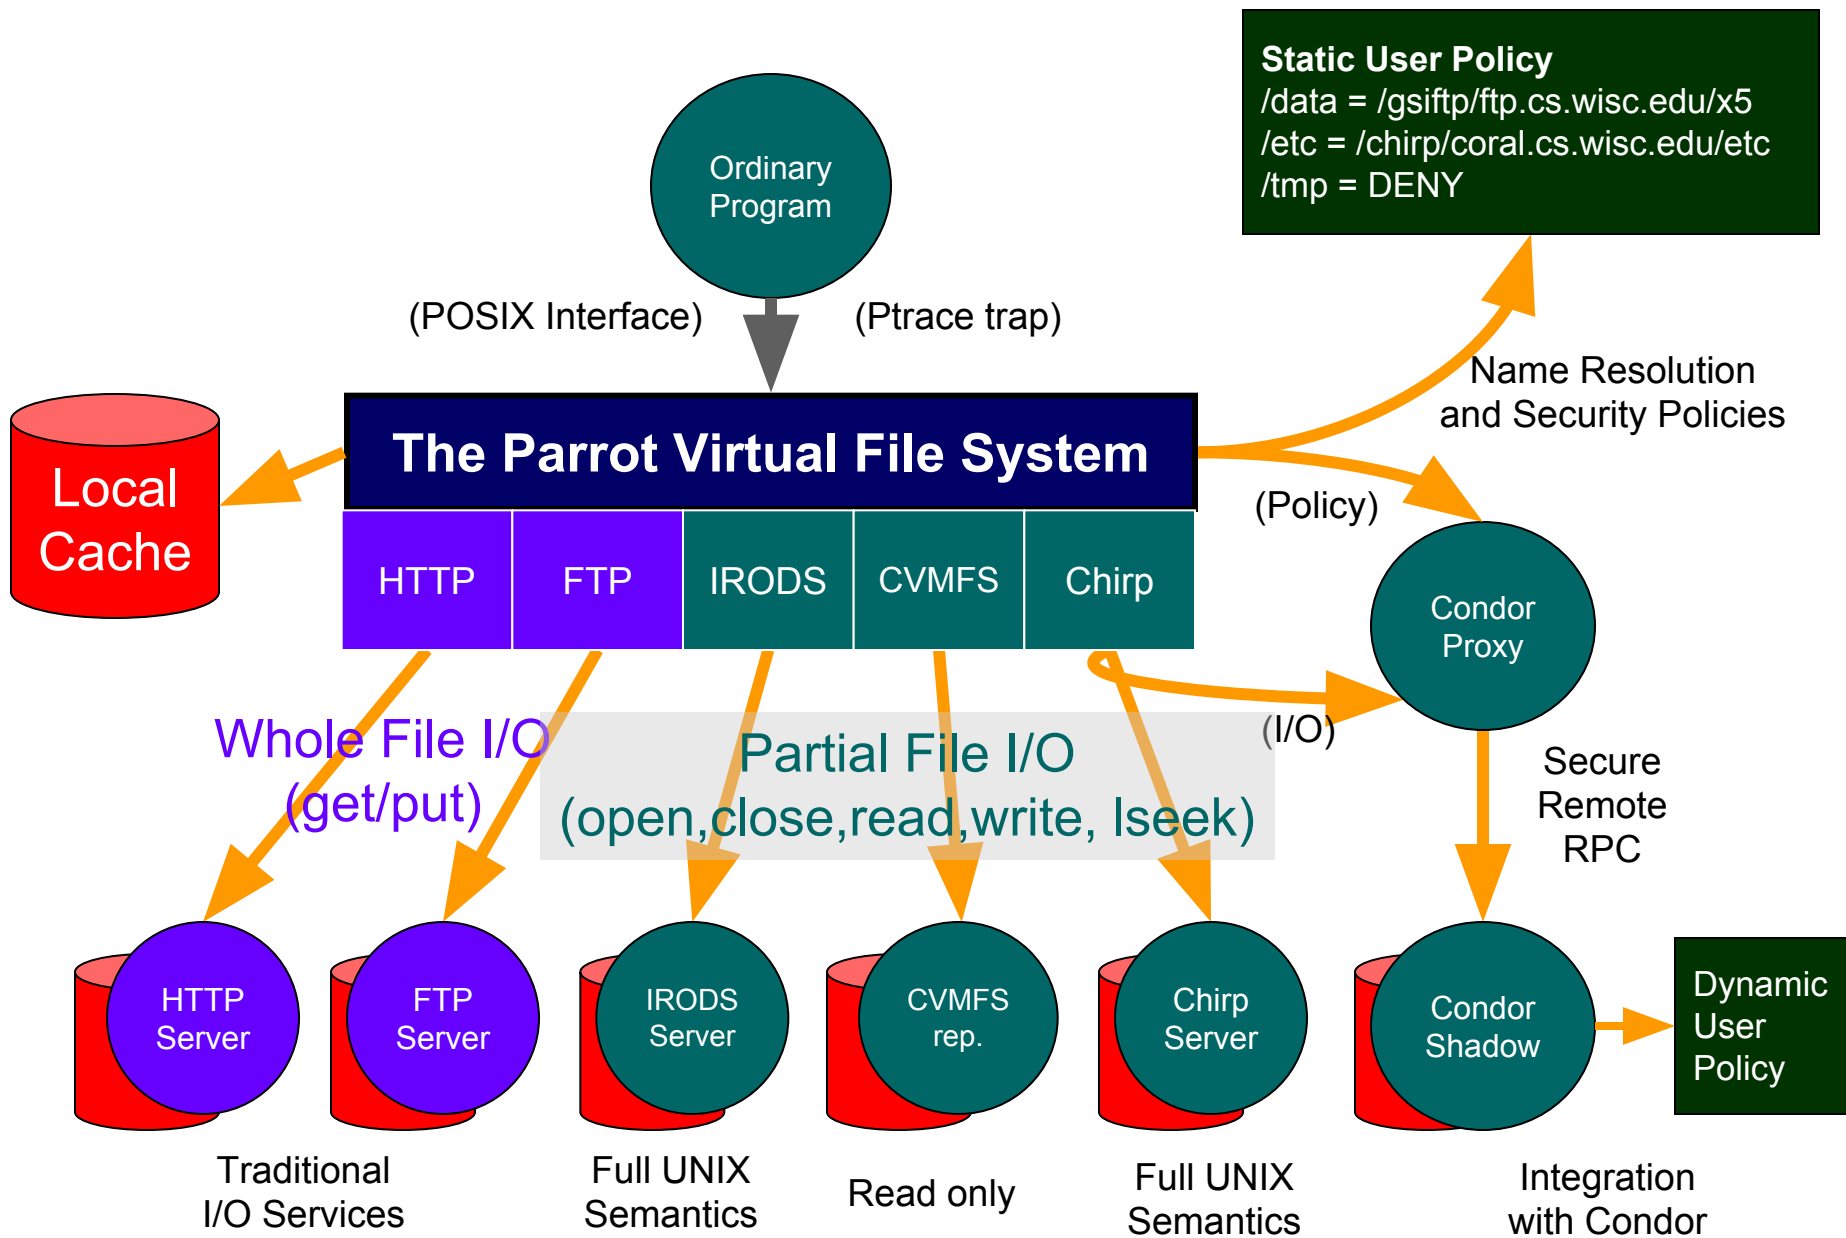 Static User Policy
/data = /gsiftp/ftp.cs.wisc.edu/x5
/etc = /chirp/coral.cs.wisc.edu/etc
/tmp = DENY
Ordinary
Program
(POSIX Interface)
(Ptrace trap)
Name Resolution
and Security Policies
The Parrot Virtual File System
Local
Cache
(Policy)
HTTP
FTP
IRODS
CVMFS
Chirp
Condor
Proxy
Whole File I/O
(get/put)
Partial File I/O
(open,close,read,write, lseek)
(I/O)
Secure
Remote
RPC
HTTP
Server
FTP
Server
IRODS
Server
CVMFS
rep.
Chirp
Server
Condor
Shadow
Dynamic
User
Policy
Traditional
I/O Services
Full UNIX
Semantics
Read only
Full UNIX
Semantics
Integration
with Condor